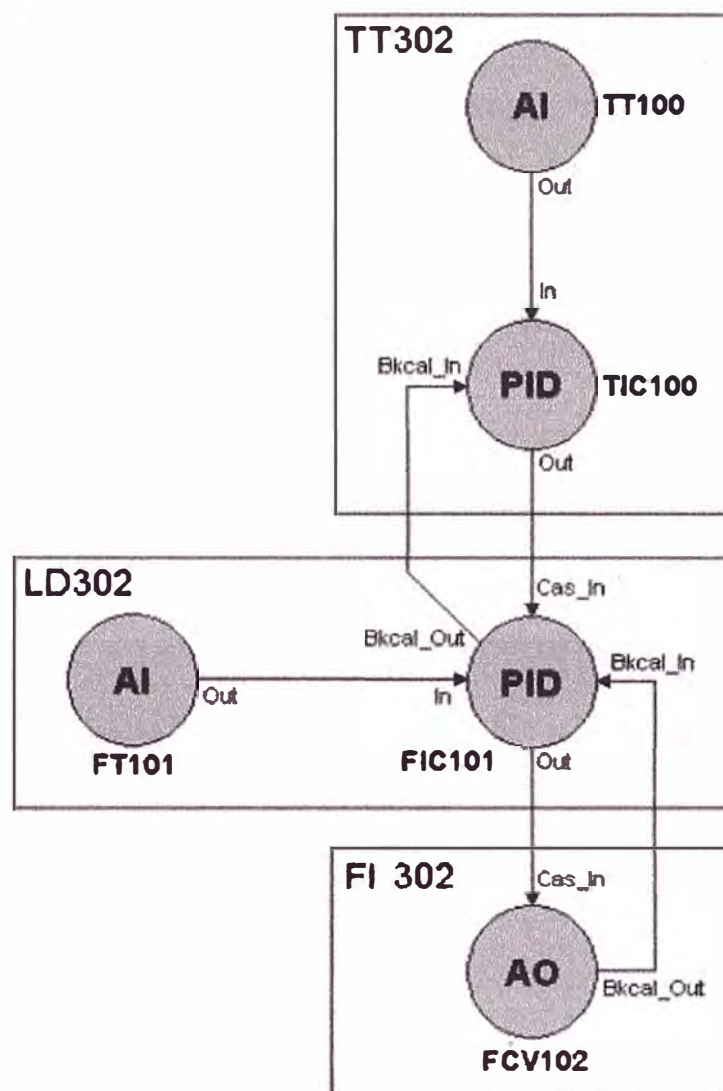 TT302
AI
TT100
Out
In
Bkcal_In
PID
TIC100
Out
LD302
Cas_In
Bkcal_Out
Bkcal_In
AI
Out
In
PID
FT101
FIC101
Out
FI 302
Cas_In
AO
Bkcal_Out
FCV102